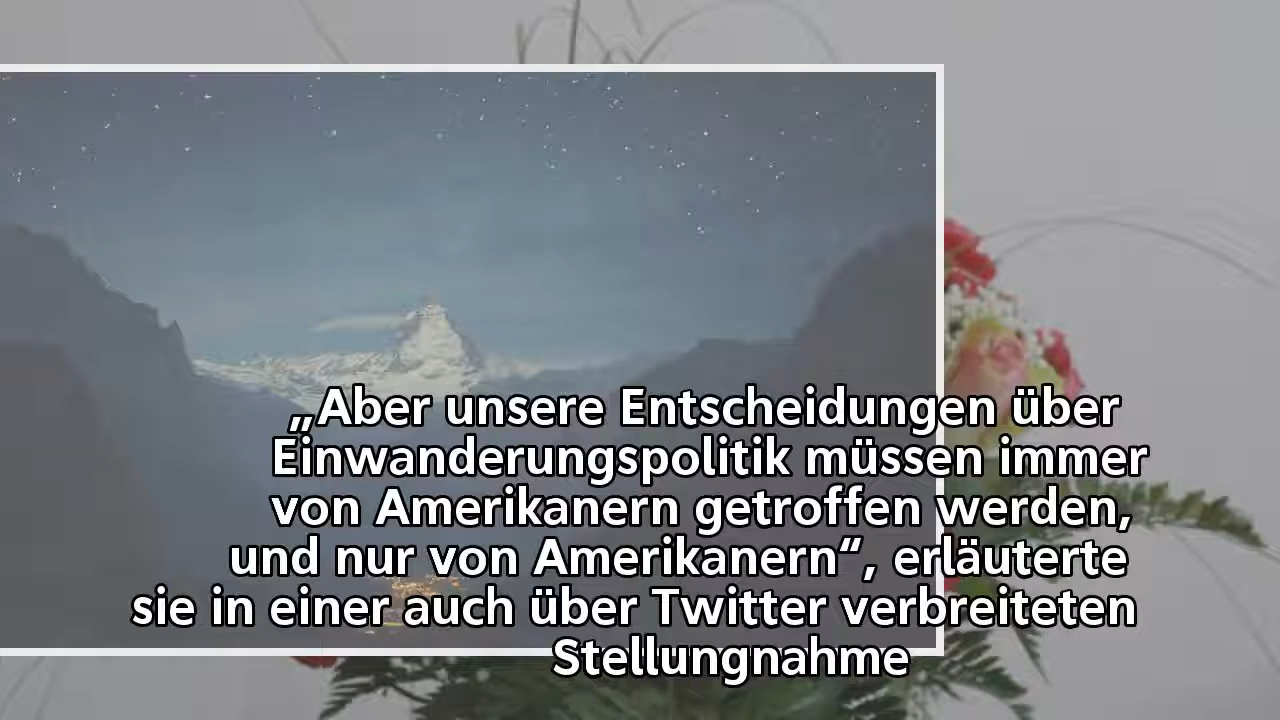 „Aber unsere Entscheidungen über
Einwanderungspolitik müssen immer
von Amerikanern getroffen werden,
und nur von Amerikanern“, erläuterte
sie in einer auch über Twitter verbreiteten
Stellungnahme